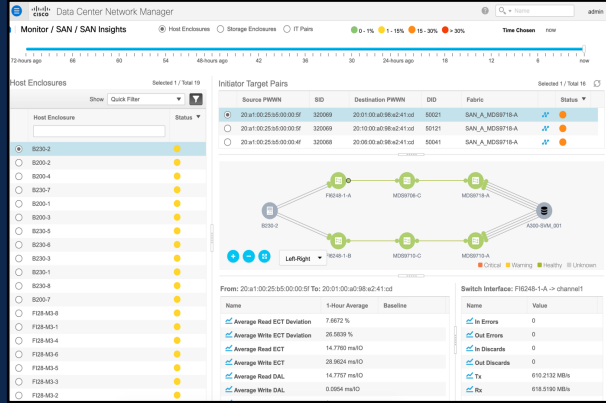 CISCO Data Center Network Manager
Name
admin
Monitor / SAN / SAN Insights
Host Enclosures
Storage Enclosures
IT Pairs
0 - 1%
1 - 15%
15 - 30%
> 30%
Time Chosen now
72-hours ago 66 60 54 48-hours ago 42 36 30 24-hours ago 18 12 6 now
Host Enclosures
Selected 1 / Total 19
Show Quick Filter
Host Enclosure Status
B230-2
B200-2
B200-4
B230-7
B200-1
B200-3
B230-5
B230-6
B230-3
B230-1
B230-8
B200-7
FI28-M3-8
FI28-M3-1
FI28-M3-4
FI28-M3-6
FI28-M3-5
FI28-M3-3
FI28-M3-2
Initiator Target Pairs
Selected 1 / Total 16
Source PWWN SID Destination PWWN DID Fabric Status
20:a1:00:25:b5:00:00:5f 320069 20:01:00:a0:98:e2:41:cd 50021 SAN_A_MDS9718-A
20:a1:00:25:b5:00:00:5f 320069 20:10:00:a0:98:e2:41:cd 50121 SAN_A_MDS9718-A
20:a1:00:25:b5:00:00:4f 320068 20:06:00:a0:98:e2:41:cd 50041 SAN_A_MDS9718-A
FI6248-1-A MDS9706-C MDS9718-A
B230-2
A300-SVM_001
FI6248-1-B MDS9710-C MDS9710-A
Left-Right
Critical Warning Healthy Unknown
From: 20:a1:00:25:b5:00:00:5f To: 20:01:00:a0:98:e2:41:cd
Name 1-Hour Average Baseline
Average Read ECT Deviation 7.6672 %
Average Write ECT Deviation 26.5839 %
Average Read ECT 14.7760 ms/IO
Average Write ECT 28.9624 ms/IO
Average Read DAL 14.7757 ms/IO
Average Write DAL 0.0954 ms/IO
Switch Interface: FI6248-1-A -> channel1
Name Value
In Errors 0
Out Errors 0
In Discards 0
Out Discards 0
Tx 610.2132 MB/s
Rx 618.5190 MB/s